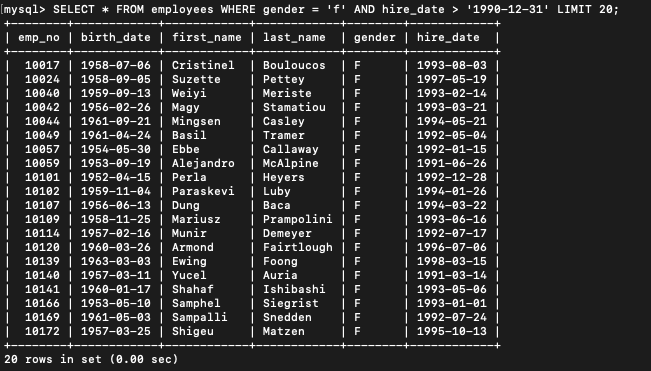 [mysql> SELECT * FROM employees WHERE gender = 'f' AND hire_date > '1990-12-31' LIMIT 20;
+--------+------------+------------+------------+--------+------------+
| emp_no | birth_date | first_name | last_name  | gender | hire_date  |
+--------+------------+------------+------------+--------+------------+
|  10017 | 1958-07-06 | Cristinel  | Bouloucos  | F      | 1993-08-03 |
|  10024 | 1958-09-05 | Suzette    | Pettey     | F      | 1997-05-19 |
|  10040 | 1959-09-13 | Weiyi      | Meriste    | F      | 1993-02-14 |
|  10042 | 1956-02-26 | Magy       | Stamatiou  | F      | 1993-03-21 |
|  10044 | 1961-09-21 | Mingsen    | Casley     | F      | 1994-05-21 |
|  10049 | 1961-04-24 | Basil      | Tramer     | F      | 1992-05-04 |
|  10057 | 1954-05-30 | Ebbe       | Callaway   | F      | 1992-01-15 |
|  10059 | 1953-09-19 | Alejandro  | McAlpine   | F      | 1991-06-26 |
|  10101 | 1952-04-15 | Perla      | Heyers     | F      | 1992-12-28 |
|  10102 | 1959-11-04 | Paraskevi  | Luby       | F      | 1994-01-26 |
|  10107 | 1956-06-13 | Dung       | Baca       | F      | 1994-03-22 |
|  10109 | 1958-11-25 | Mariusz    | Prampolini | F      | 1993-06-16 |
|  10114 | 1957-02-16 | Munir      | Demeyer    | F      | 1992-07-17 |
|  10120 | 1960-03-26 | Armond     | Fairtlough | F      | 1996-07-06 |
|  10139 | 1963-03-03 | Ewing      | Foong      | F      | 1998-03-15 |
|  10140 | 1957-03-11 | Yucel      | Auria      | F      | 1991-03-14 |
|  10141 | 1960-01-17 | Shahaf     | Ishibashi  | F      | 1993-05-06 |
|  10166 | 1953-05-10 | Samphel    | Siegrist   | F      | 1993-01-01 |
|  10169 | 1961-05-03 | Sampalli   | Snedden    | F      | 1992-07-24 |
|  10172 | 1957-03-25 | Shigeu     | Matzen     | F      | 1995-10-13 |
+--------+------------+------------+------------+--------+------------+
20 rows in set (0.00 sec)